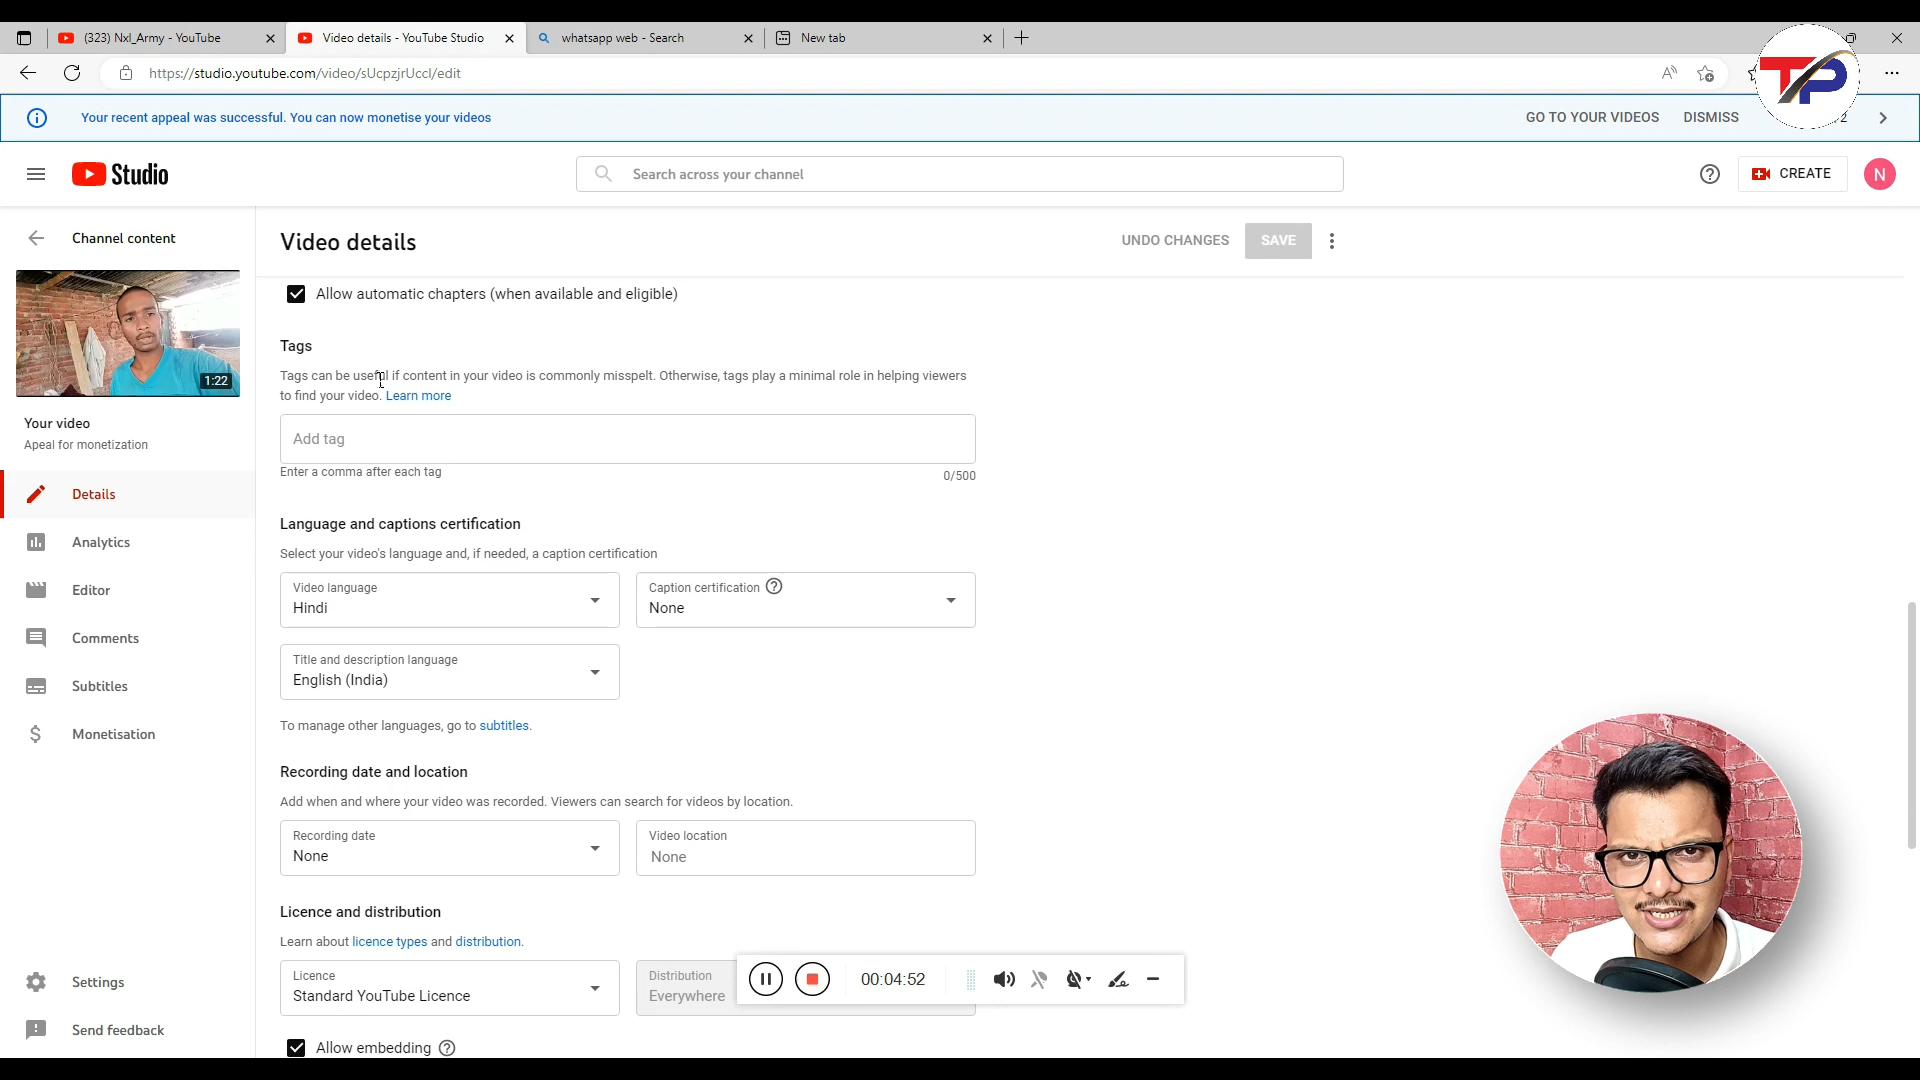 (323) Nxl_Army - YouTube
Video details - YouTube Studio
whatsapp web - Search
New tab
https://studio.youtube.com/video/sUcpzjrUccI/edit
TP
Your recent appeal was successful. You can now monetise your videos
GO TO YOUR VIDEOS
DISMISS
2
Studio
Search across your channel
CREATE
N
Channel content
Video details
UNDO CHANGES
SAVE
1:22
Your video
Apeal for monetization
Details
Analytics
Editor
Comments
Subtitles
Monetisation
Settings
Send feedback
Allow automatic chapters (when available and eligible)
Tags
Tags can be useful if content in your video is commonly misspelt. Otherwise, tags play a minimal role in helping viewers
to find your video. Learn more
Add tag
Enter a comma after each tag
0/500
Language and captions certification
Select your video's language and, if needed, a caption certification
Video language
Hindi
Caption certification
None
Title and description language
English (India)
To manage other languages, go to subtitles.
Recording date and location
Add when and where your video was recorded. Viewers can search for videos by location.
Recording date
None
Video location
None
Licence and distribution
Learn about licence types and distribution.
Licence
Standard YouTube Licence
Distribution
Everywhere
00:04:52
Allow embedding